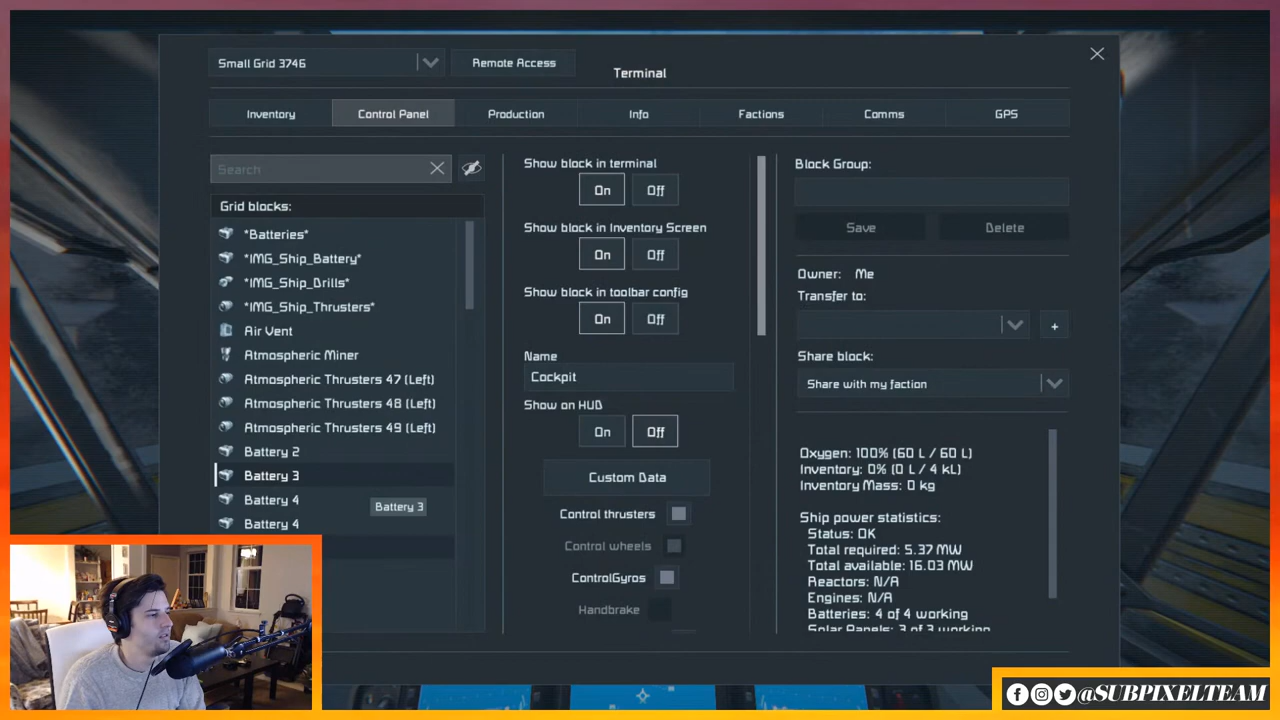 Small Grid 3746
Remote Access
Terminal
Inventory
Control Panel
Production
Info
Factions
Comms
GPS
Search
Grid blocks:
*Batteries*
*IMG_Ship_Battery*
*IMG_Ship_Drills*
*IMG_Ship_Thrusters*
Air Vent
Atmospheric Miner
Atmospheric Thrusters 47 (Left)
Atmospheric Thrusters 48 (Left)
Atmospheric Thrusters 49 (Left)
Battery 2
Battery 3
Battery 4
Battery 3
Battery 4
Show block in terminal
On Off
Show block in Inventory Screen
On Off
Show block in toolbar config
On Off
Name
Cockpit
Show on HUD
On Off
Custom Data
Control thrusters
Control wheels
ControlGyros
Handbrake
Block Group:
Save Delete
Owner: Me
Transfer to:
+
Share block:
Share with my faction
Oxygen: 100% (60 L / 60 L)
Inventory: 0% (0 L / 4 kL)
Inventory Mass: 0 kg
Ship power statistics:
Status: OK
Total required: 5.37 MW
Total available: 16.03 MW
Reactors: N/A
Engines: N/A
Batteries: 4 of 4 working
Solar Panels: 3 of 3 working
@SUBPIXELTEAM